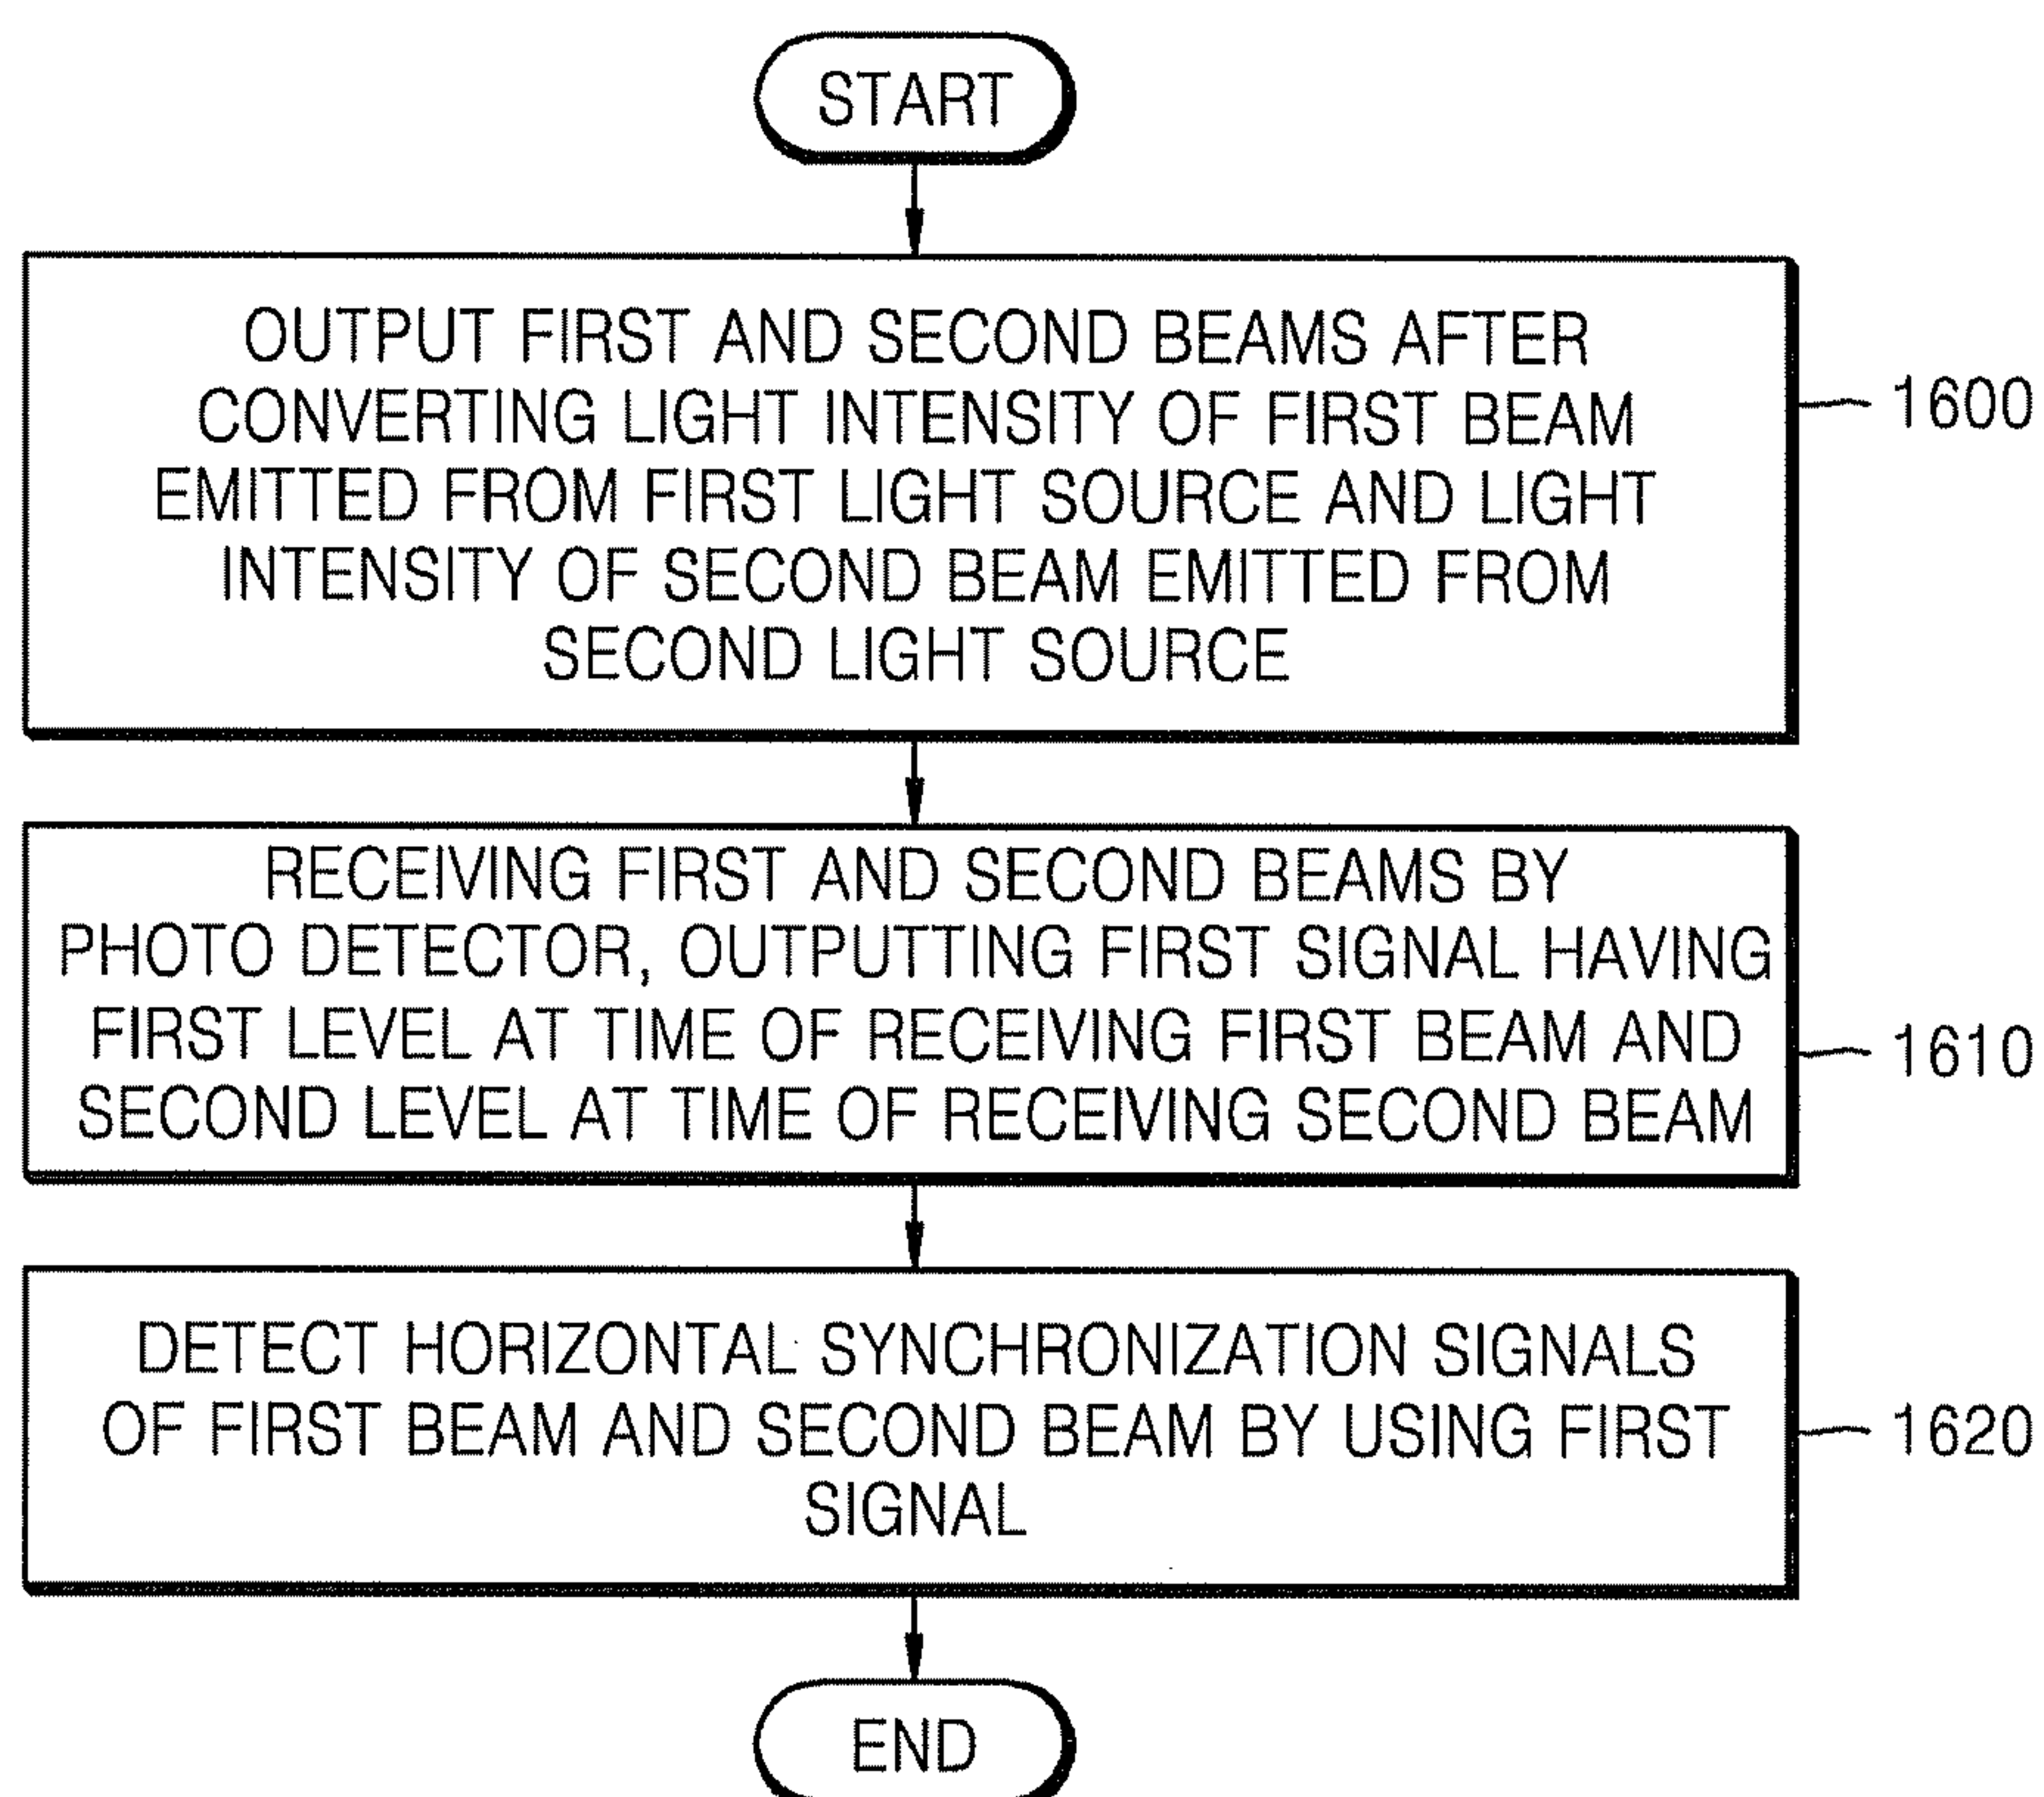 START
OUTPUT FIRST AND SECOND BEAMS AFTER
CONVERTING LIGHT INTENSITY OF FIRST BEAM
EMITTED FROM FIRST LIGHT SOURCE AND LIGHT
INTENSITY OF SECOND BEAM EMITTED FROM
SECOND LIGHT SOURCE
1600
RECEIVING FIRST AND SECOND BEAMS BY
PHOTO DETECTOR, OUTPUTTING FIRST SIGNAL HAVING
FIRST LEVEL AT TIME OF RECEIVING FIRST BEAM AND
SECOND LEVEL AT TIME OF RECEIVING SECOND BEAM
1610
DETECT HORIZONTAL SYNCHRONIZATION SIGNALS
OF FIRST BEAM AND SECOND BEAM BY USING FIRST
SIGNAL
1620
END